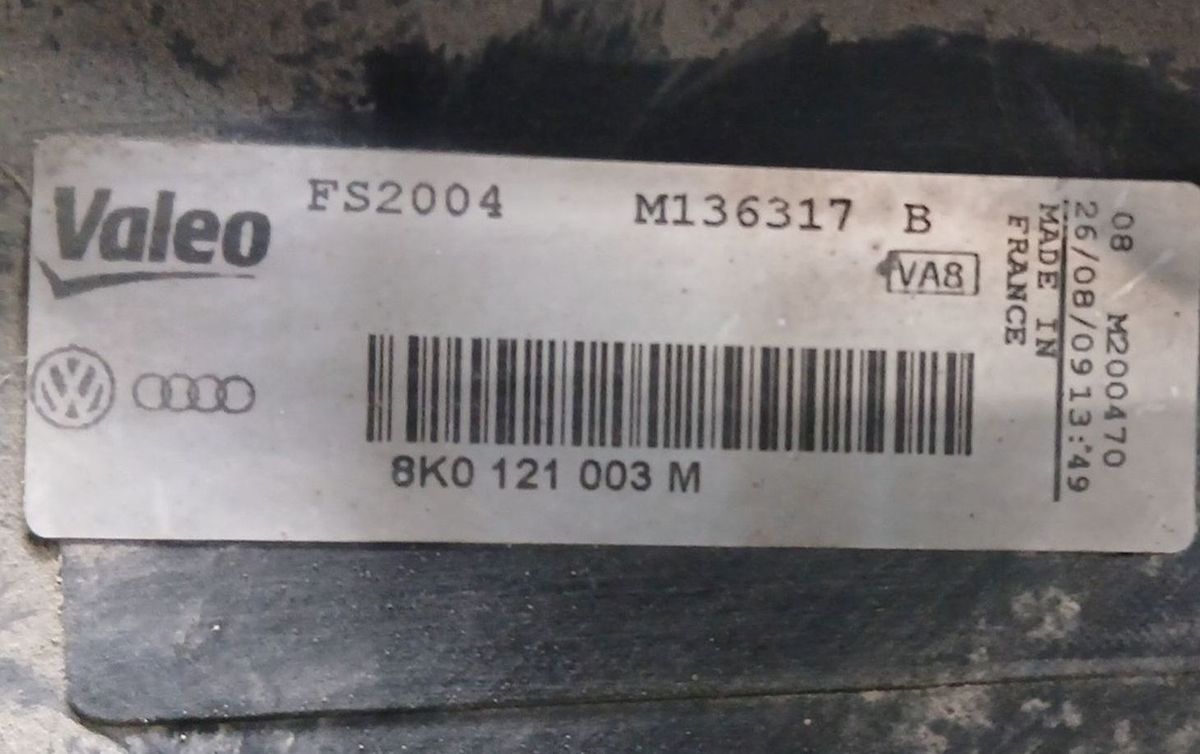 Valeo
FS2004 M136317 B
VA8
8K0 121 003 M
08 M200470
26/08/09 13:49
MADE IN
FRANCE